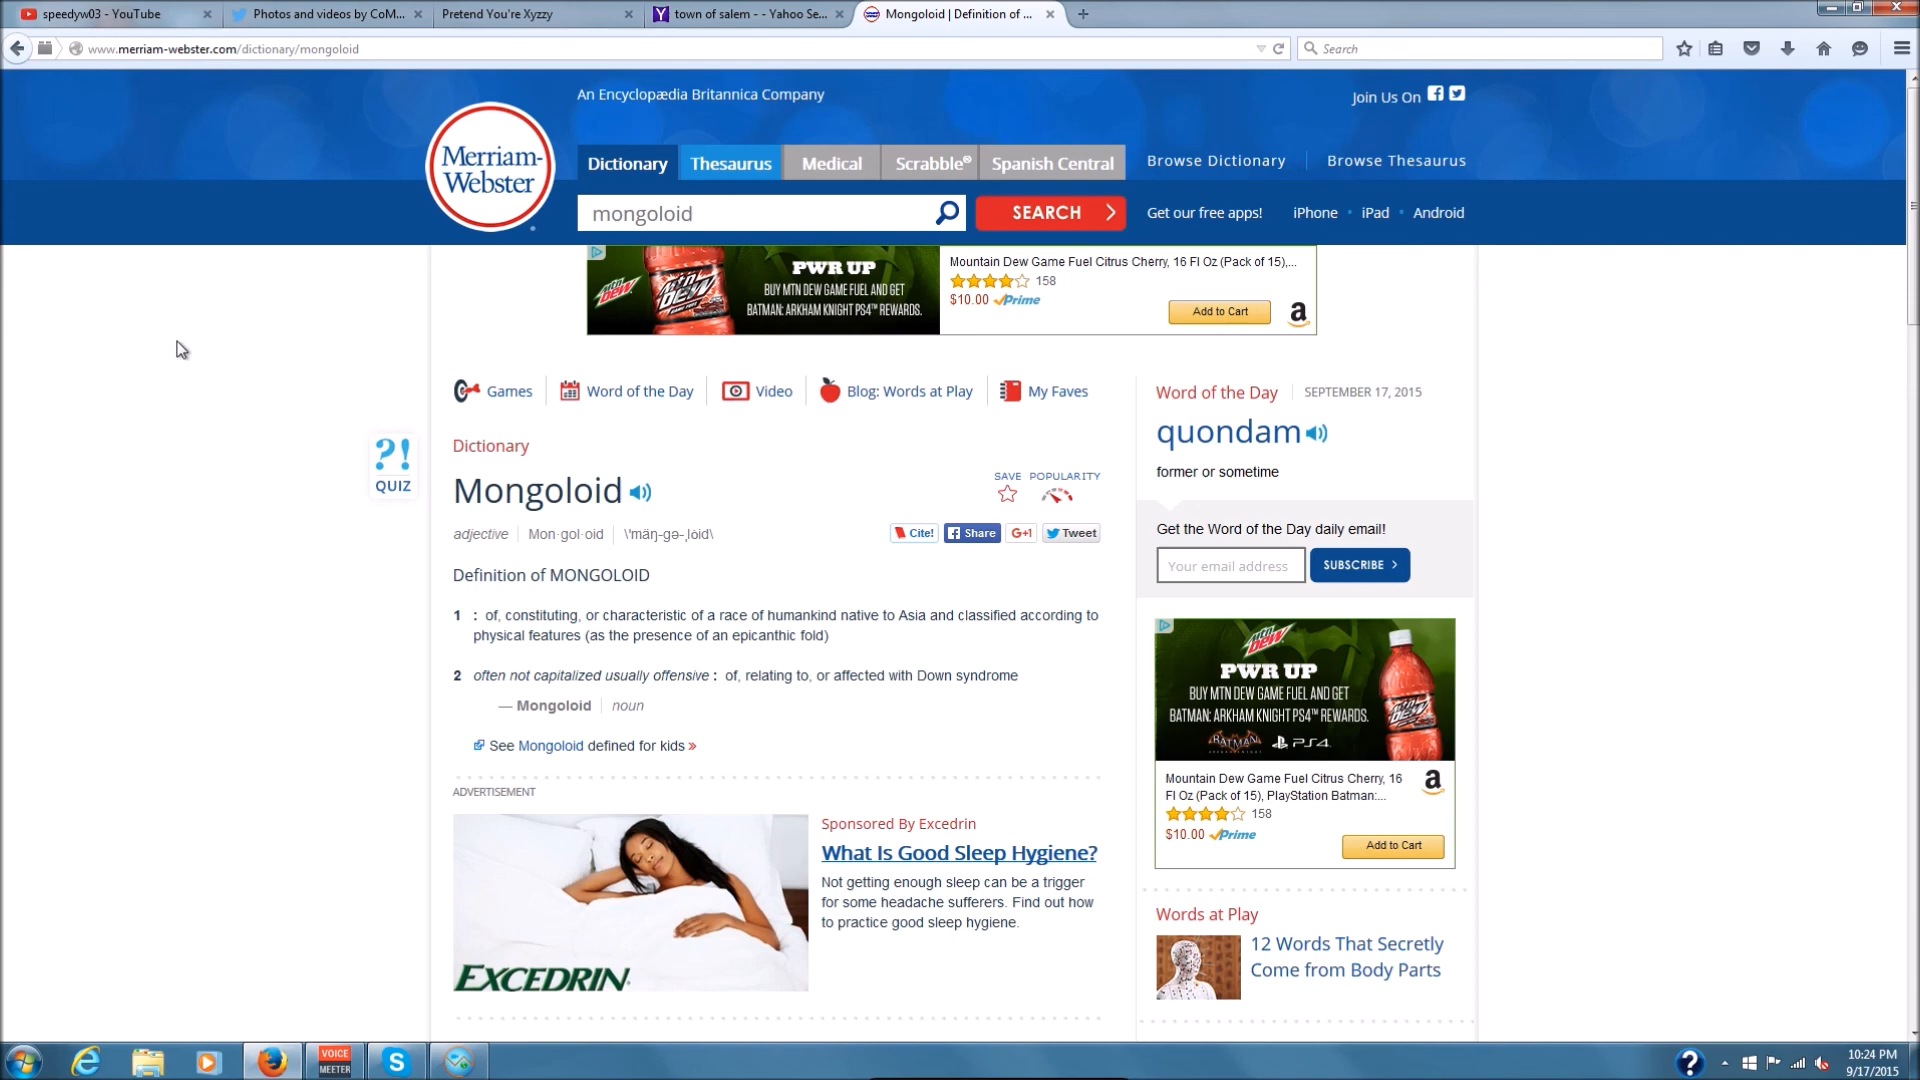 speedyw03 - YouTube
Photos and videos by CoM...
Pretend You're Xyzzy
town of salem - - Yahoo Se...
Mongoloid | Definition of ...
www.merriam-webster.com/dictionary/mongoloid
Search
An Encyclopædia Britannica Company
Join Us On
Merriam-
Webster
Dictionary
Thesaurus
Medical
Scrabble®
Spanish Central
Browse Dictionary
Browse Thesaurus
mongoloid
SEARCH
Get our free apps!
iPhone • iPad • Android
MTN DEW
PWR UP
BUY MTN DEW GAME FUEL AND GET
BATMAN: ARKHAM KNIGHT PS4™ REWARDS.
Mountain Dew Game Fuel Citrus Cherry, 16 Fl Oz (Pack of 15),...
158
$10.00 Prime
Add to Cart
a
Games
Word of the Day
Video
Blog: Words at Play
My Faves
?!
QUIZ
Dictionary
Mongoloid
SAVE
POPULARITY
adjective
Mon·gol·oid
\ˈmäŋ-gə-ˌlȯid\
Cite!
Share
G+1
Tweet
Definition of MONGOLOID
1 : of, constituting, or characteristic of a race of humankind native to Asia and classified according to
physical features (as the presence of an epicanthic fold)
2 often not capitalized usually offensive : of, relating to, or affected with Down syndrome
— Mongoloid noun
See Mongoloid defined for kids »
ADVERTISEMENT
EXCEDRIN
Sponsored By Excedrin
What Is Good Sleep Hygiene?
Not getting enough sleep can be a trigger
for some headache sufferers. Find out how
to practice good sleep hygiene.
Word of the Day
SEPTEMBER 17, 2015
quondam
former or sometime
Get the Word of the Day daily email!
Your email address
SUBSCRIBE >
MTN DEW
PWR UP
BUY MTN DEW GAME FUEL AND GET
BATMAN: ARKHAM KNIGHT PS4™ REWARDS.
BATMAN
PS4
Mountain Dew Game Fuel Citrus Cherry, 16
Fl Oz (Pack of 15), PlayStation Batman:...
158
$10.00 Prime
Add to Cart
a
Words at Play
12 Words That Secretly
Come from Body Parts
VOICE
MEETER
S
?
10:24 PM
9/17/2015